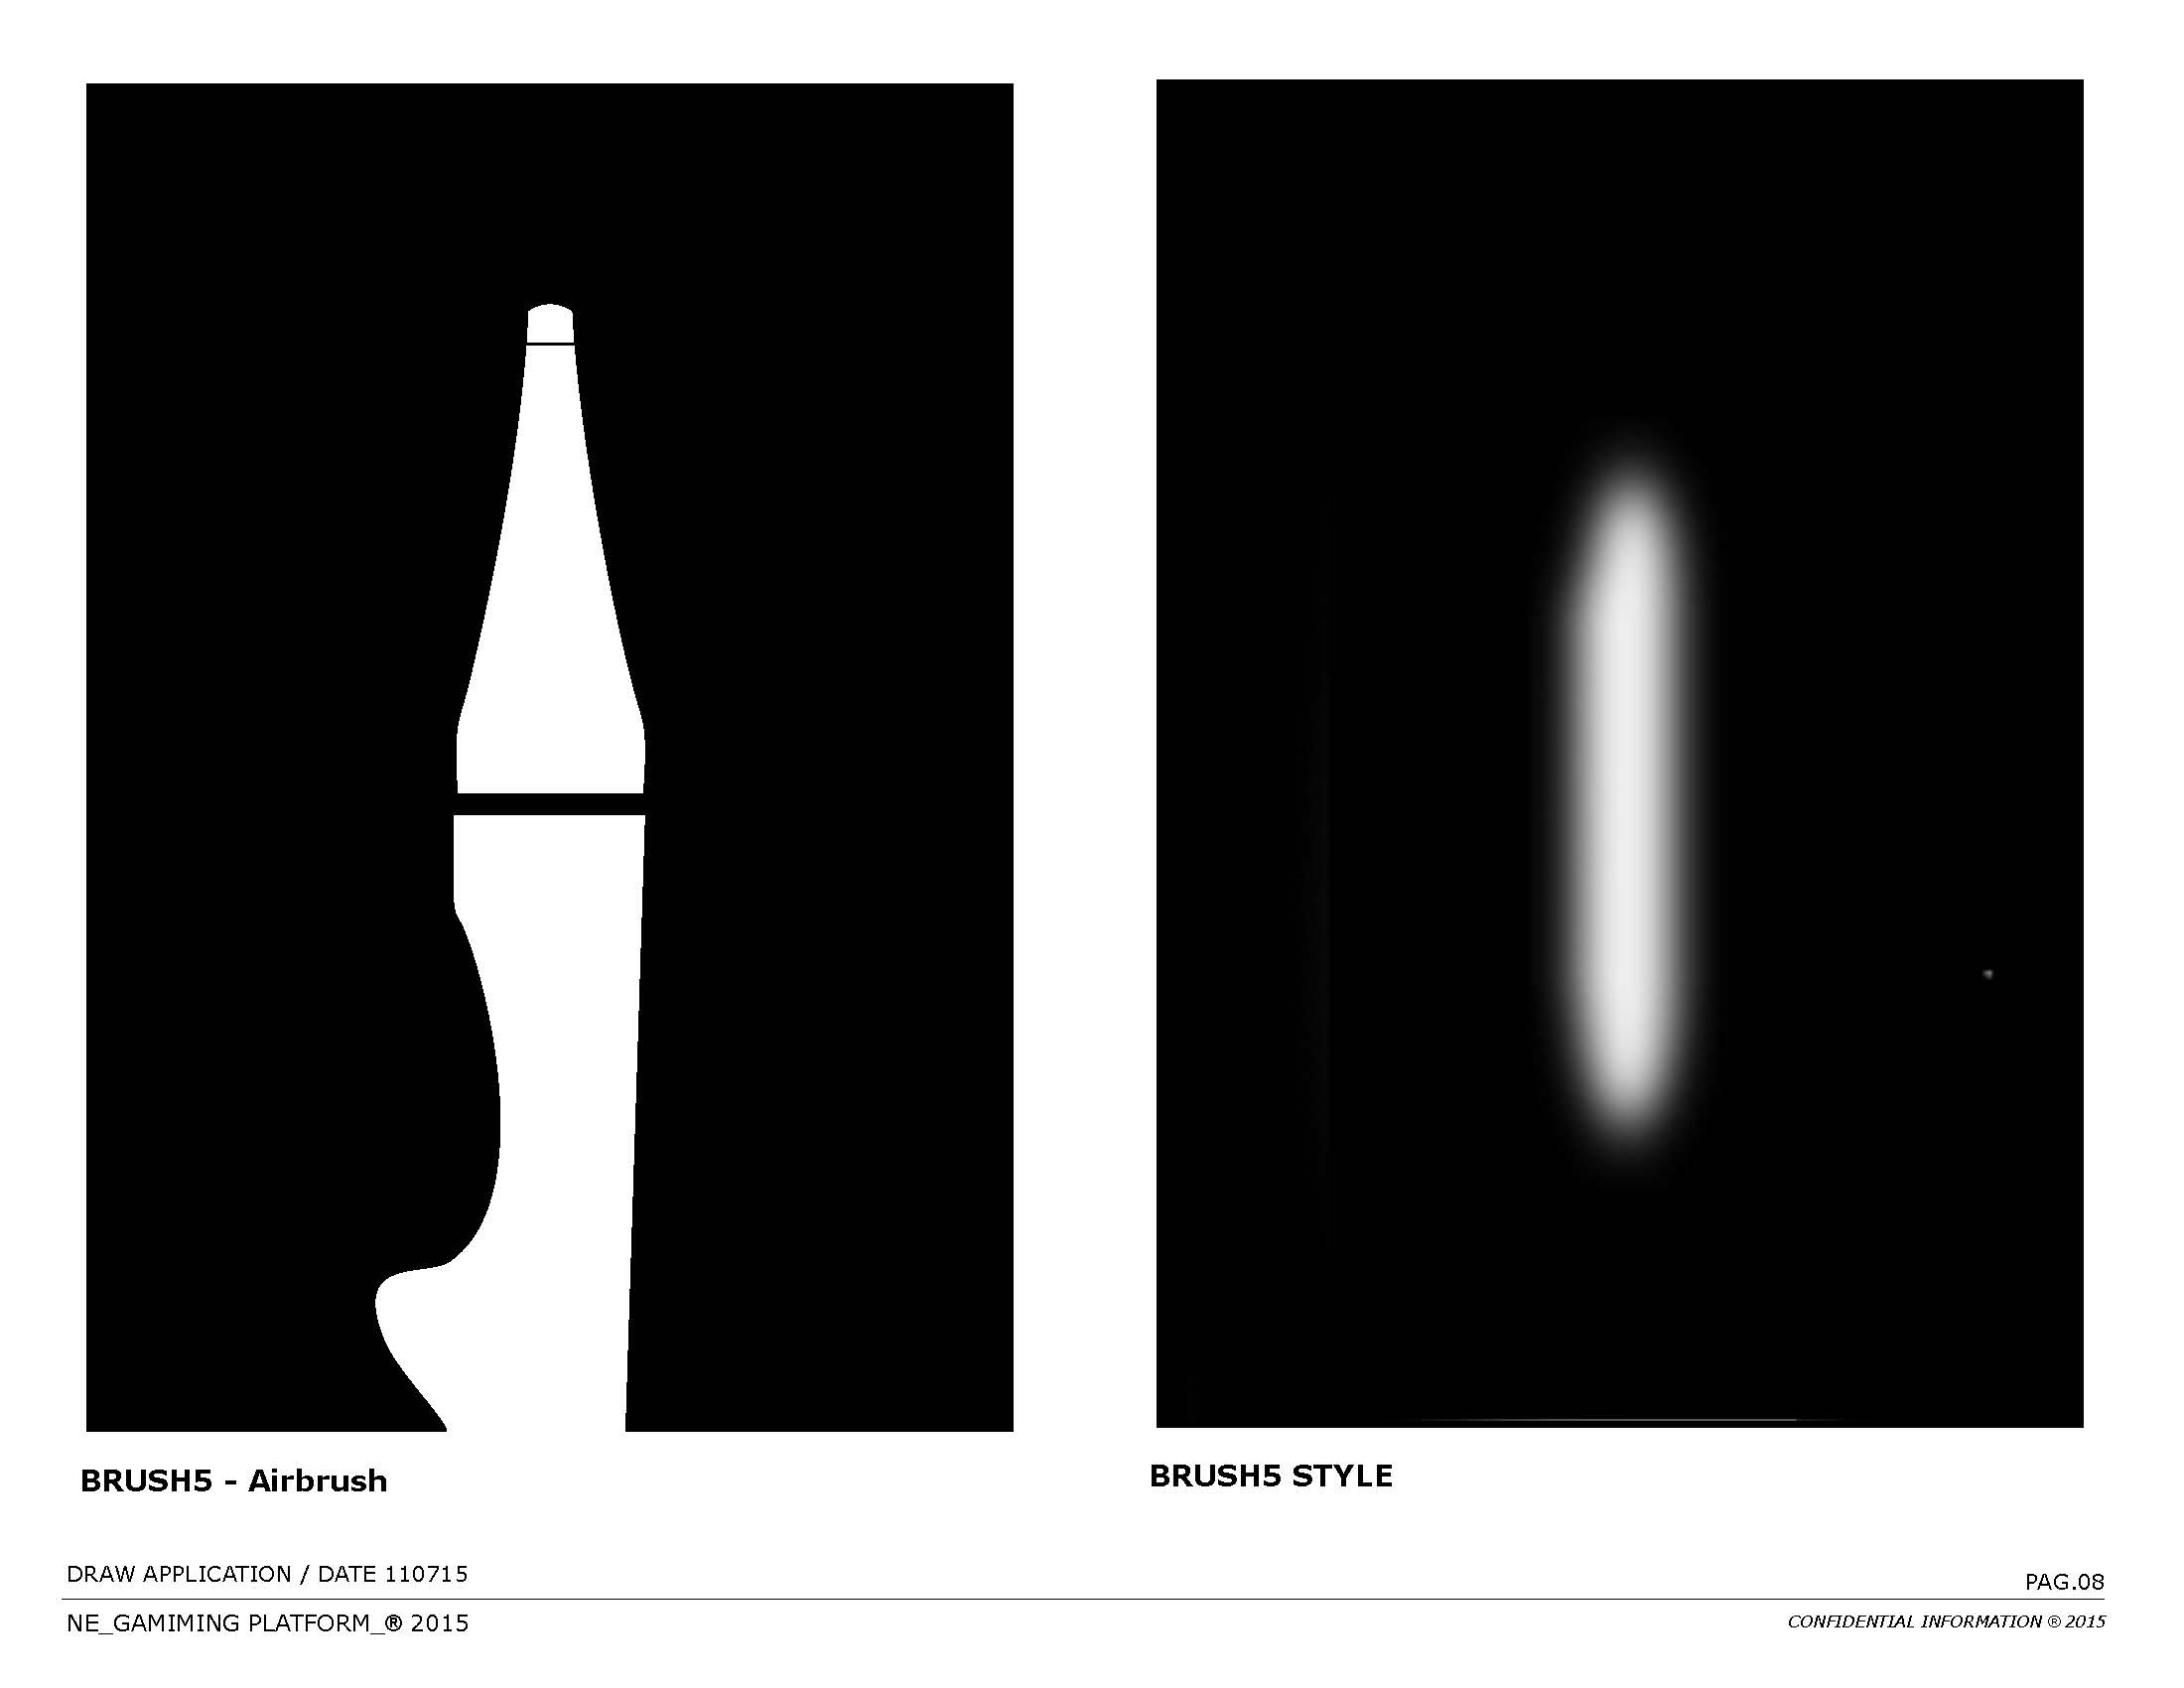 BRUSH5 - Airbrush
BRUSH5 STYLE
DRAW APPLICATION / DATE 110715
PAG.08
NE_GAMIMING PLATFORM_® 2015
CONFIDENTIAL INFORMATION ® 2015